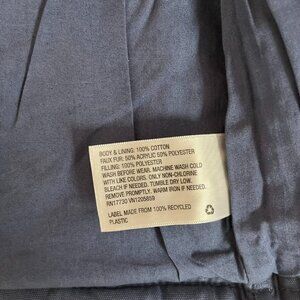 BODY & LINING: 100% COTTON
FAUX FUR: 50% ACRYLIC 50% POLYESTER
FILLING: 100% POLYESTER
WASH BEFORE WEAR. MACHINE WASH COLD
WITH LIKE COLORS. ONLY NON-CHLORINE
BLEACH IF NEEDED. TUMBLE DRY LOW.
REMOVE PROMPTLY. WARM IRON IF NEEDED.
RN17730 VN1205859
LABEL MADE FROM 100% RECYCLED
PLASTIC